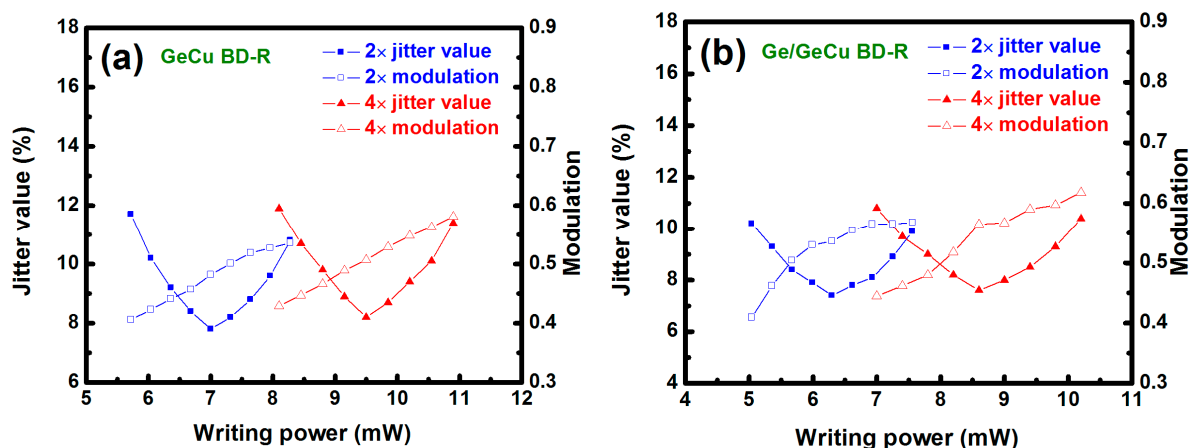 (a) GeCu BD-R
2× jitter value
2× modulation
4× jitter value
4× modulation
Jitter value (%)
18
16
14
12
10
8
6
0.9
0.8
0.7
0.6
0.5
0.4
0.3
Modulation
5 6 7 8 9 10 11 12
Writing power (mW)
(b) Ge/GeCu BD-R
2× jitter value
2× modulation
4× jitter value
4× modulation
Jitter value (%)
18
16
14
12
10
8
6
4
0.9
0.8
0.7
0.6
0.5
0.4
0.3
Modulation
4 5 6 7 8 9 10 11
Writing power (mW)